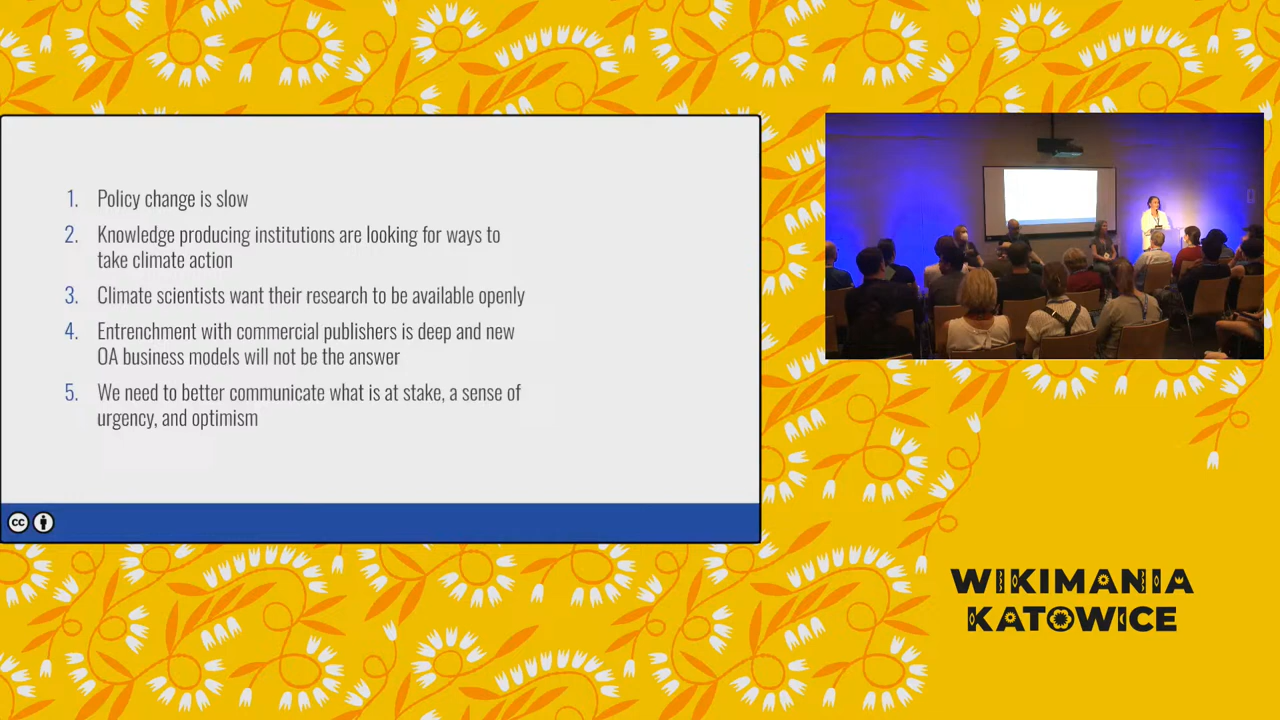 1. Policy change is slow
2. Knowledge producing institutions are looking for ways to
take climate action
3. Climate scientists want their research to be available openly
4. Entrenchment with commercial publishers is deep and new
OA business models will not be the answer
5. We need to better communicate what is at stake, a sense of
urgency, and optimism
cc
WIKIMANIA
KATOWICE